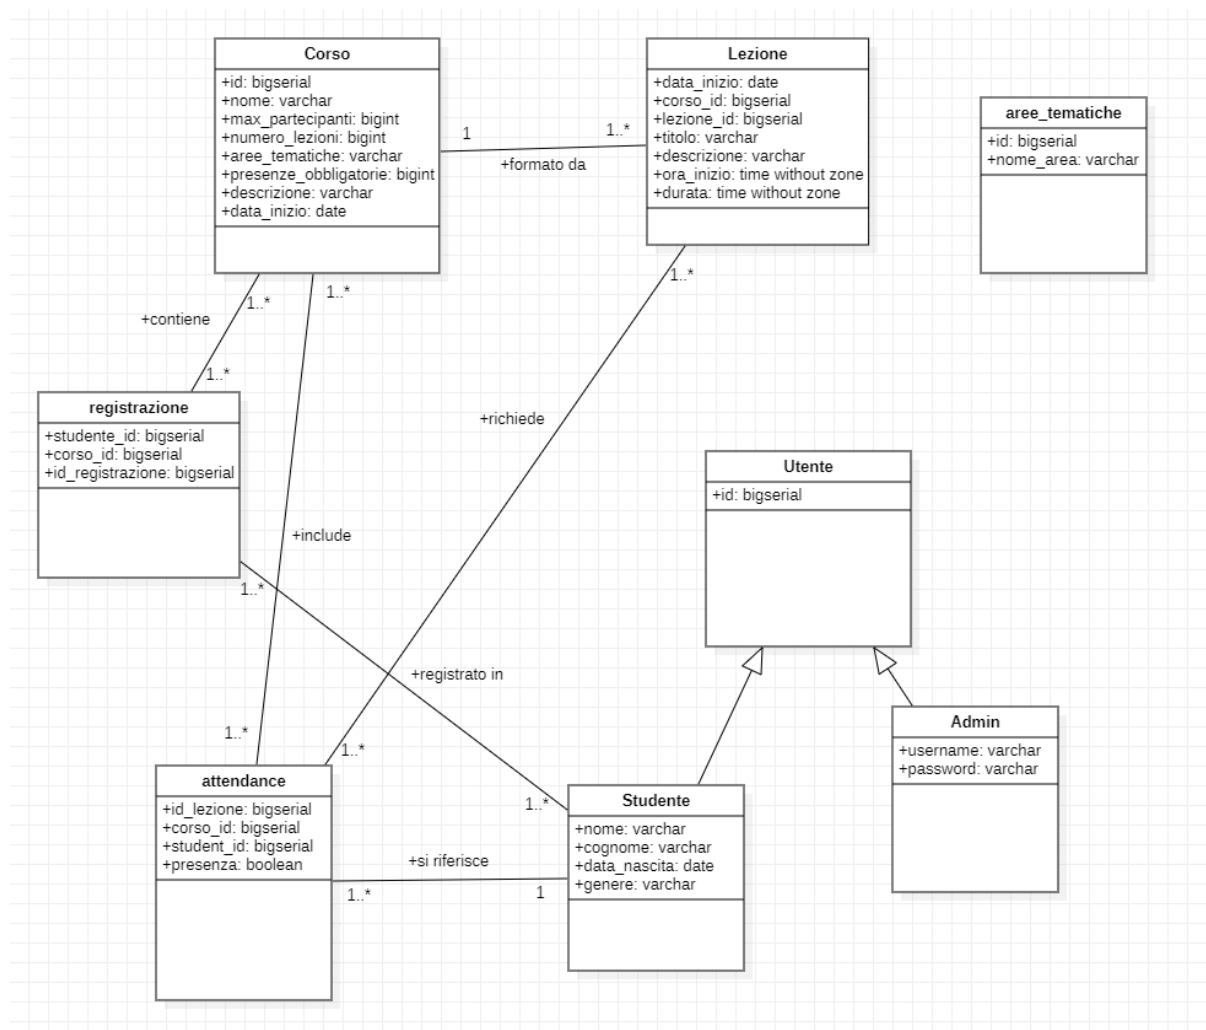 Corso
+id: bigserial
+nome: varchar
+max_partecipanti: bigint
+numero_lezioni: bigint
+aree_tematiche: varchar
+presenze_obbligatorie: bigint
+descrizione: varchar
+data_inizio: date
1
1..*
+formato da
Lezione
+data_inizio: date
+corso_id: bigserial
+lezione_id: bigserial
+titolo: varchar
+descrizione: varchar
+ora_inizio: time without zone
+durata: time without zone
aree_tematiche
+id: bigserial
+nome_area: varchar
1..*
1..*
1..*
+contiene
1..*
registrazione
+studente_id: bigserial
+corso_id: bigserial
+id_registrazione: bigserial
+richiede
+include
Utente
+id: bigserial
1..*
+registrato in
1..*
1..*
attendance
+id_lezione: bigserial
+corso_id: bigserial
+student_id: bigserial
+presenza: boolean
+si riferisce
1..*
1
1..*
Studente
+nome: varchar
+cognome: varchar
+data_nascita: date
+genere: varchar
Admin
+username: varchar
+password: varchar